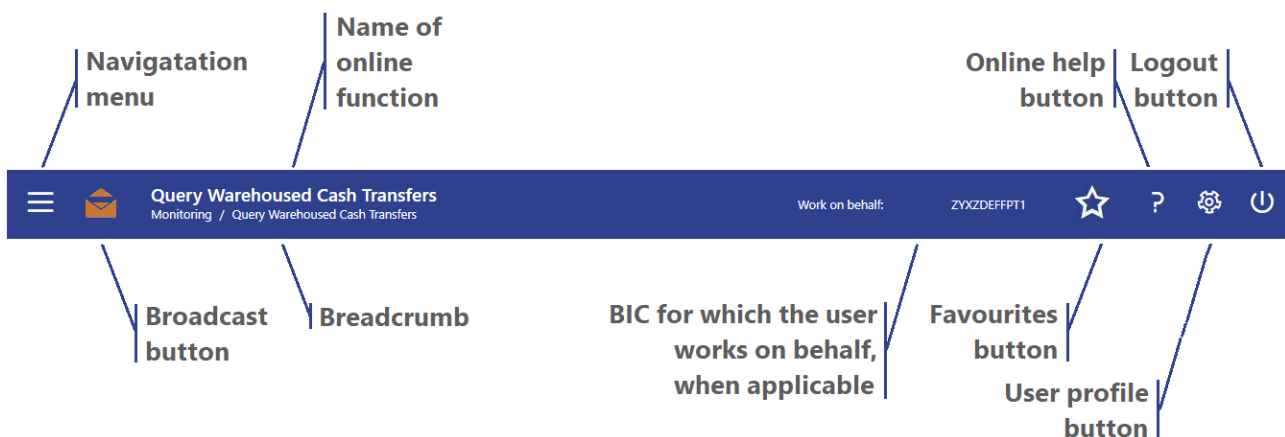 Navigatation
menu
Name of
online
function
Online help
button
Logout
button
Query Warehoused Cash Transfers
Monitoring / Query Warehoused Cash Transfers
Work on behalf:
ZYXZDEFFPT1
?
Broadcast
button
Breadcrumb
BIC for which the user
works on behalf,
when applicable
Favourites
button
User profile
button